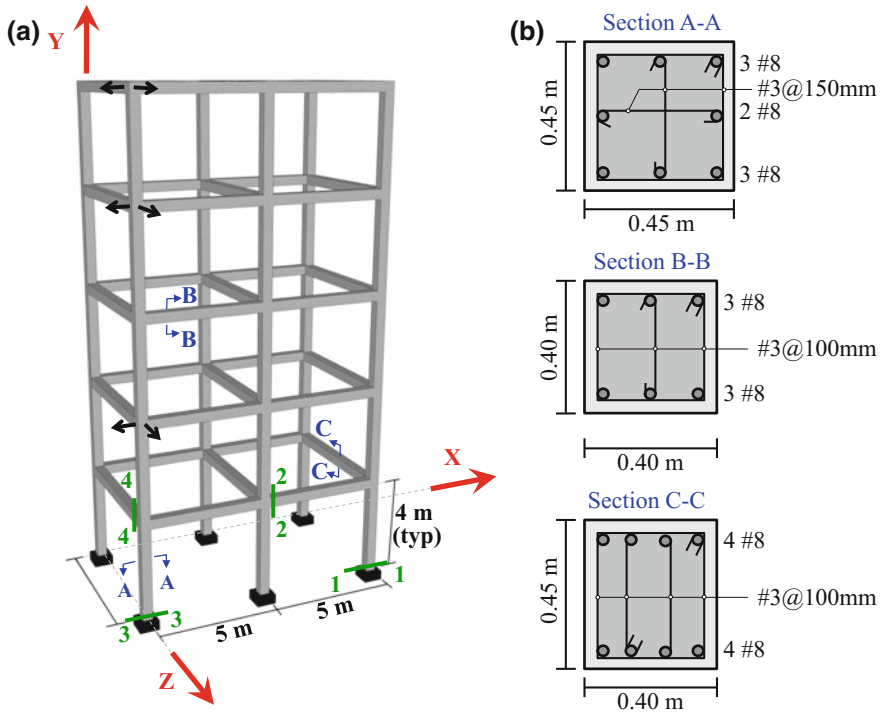 (a)
Y
B
B
C
C
X
4
4
2
2
4 m
(typ)
A
A
1
1
3
3
5 m
5 m
Z
(b)
Section A-A
0.45 m
3 #8
#3@150mm
2 #8
3 #8
0.45 m
Section B-B
0.40 m
3 #8
#3@100mm
3 #8
0.40 m
Section C-C
0.45 m
4 #8
#3@100mm
4 #8
0.40 m